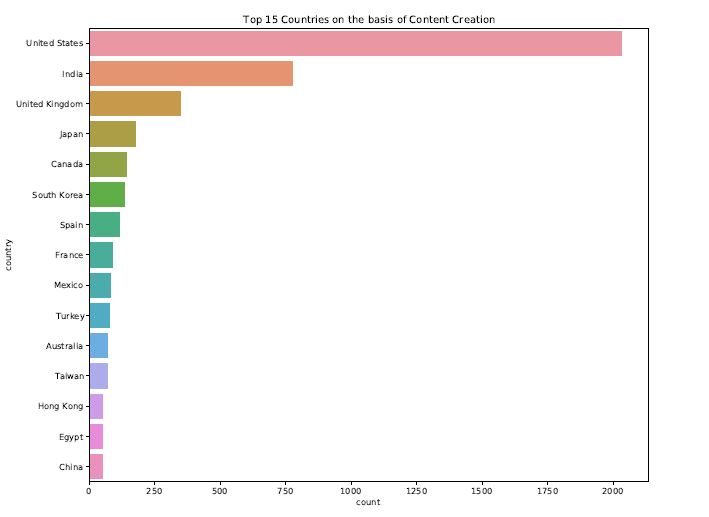 Top 15 Countries on the basis of Content Creation
country
United States
India
United Kingdom
Japan
Canada
South Korea
Spain
France
Mexico
Turkey
Australia
Taiwan
Hong Kong
Egypt
China
0 250 500 750 1000 1250 1500 1750 2000
count